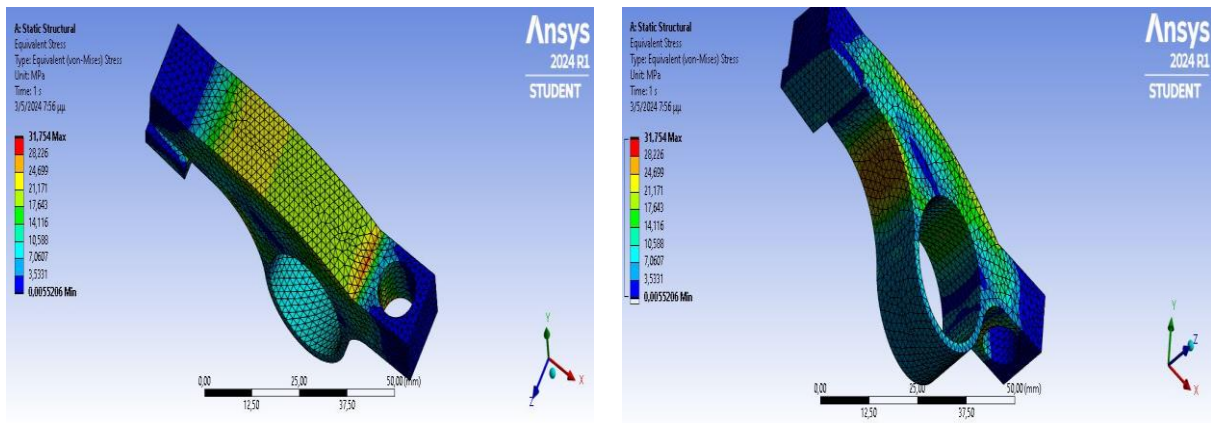 A: Static Structural
Equivalent Stress
Type: Equivalent (von-Mises) Stress
Unit: MPa
Time: 1 s
3/5/2024 7:56 μμ
31,754 Max
28,226
24,699
21,171
17,643
14,116
10,588
7,0607
3,5331
0,0055206 Min
Ansys
2024 R1
STUDENT
0,00
25,00
50,00 (mm)
12,50
37,50
Y
X
Z
A: Static Structural
Equivalent Stress
Type: Equivalent (von-Mises) Stress
Unit: MPa
Time: 1 s
3/5/2024 7:56 μμ
31,754 Max
28,226
24,699
21,171
17,643
14,116
10,588
7,0607
3,5331
0,0055206 Min
Ansys
2024 R1
STUDENT
0,00
25,00
50,00 (mm)
12,50
37,50
Y
Z
X